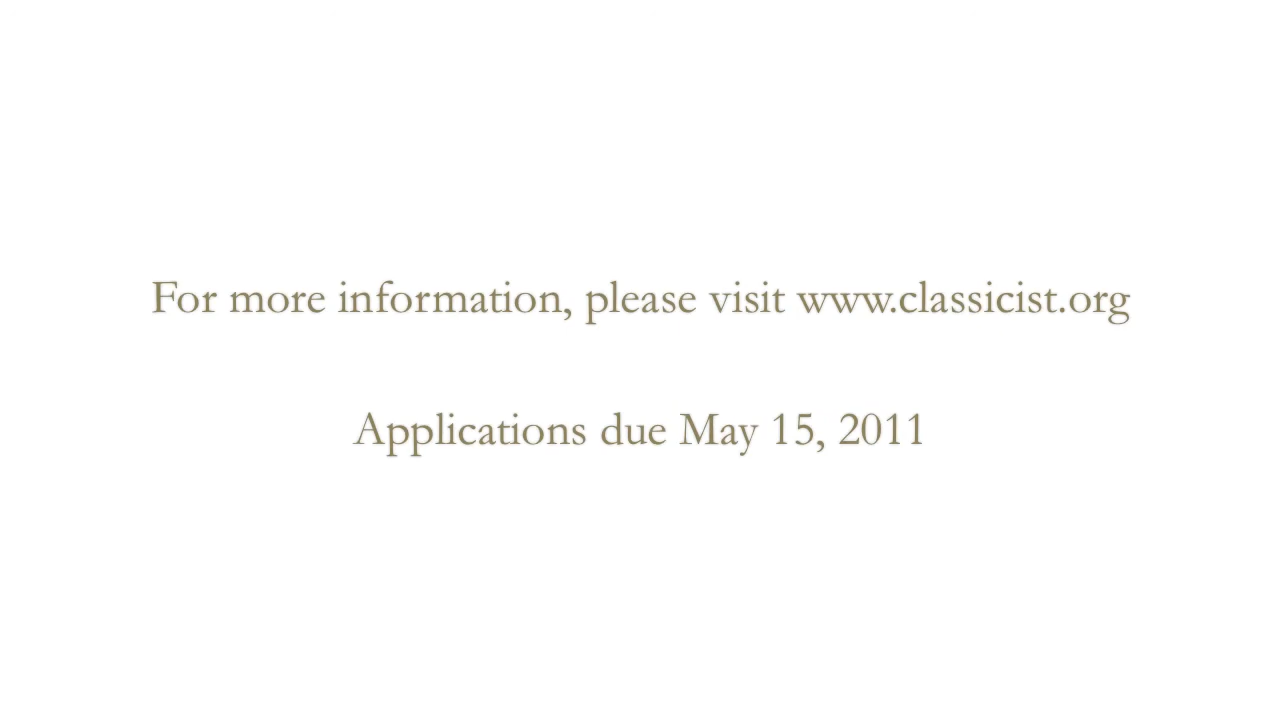 For more information, please visit www.classicist.org
Applications due May 15, 2011